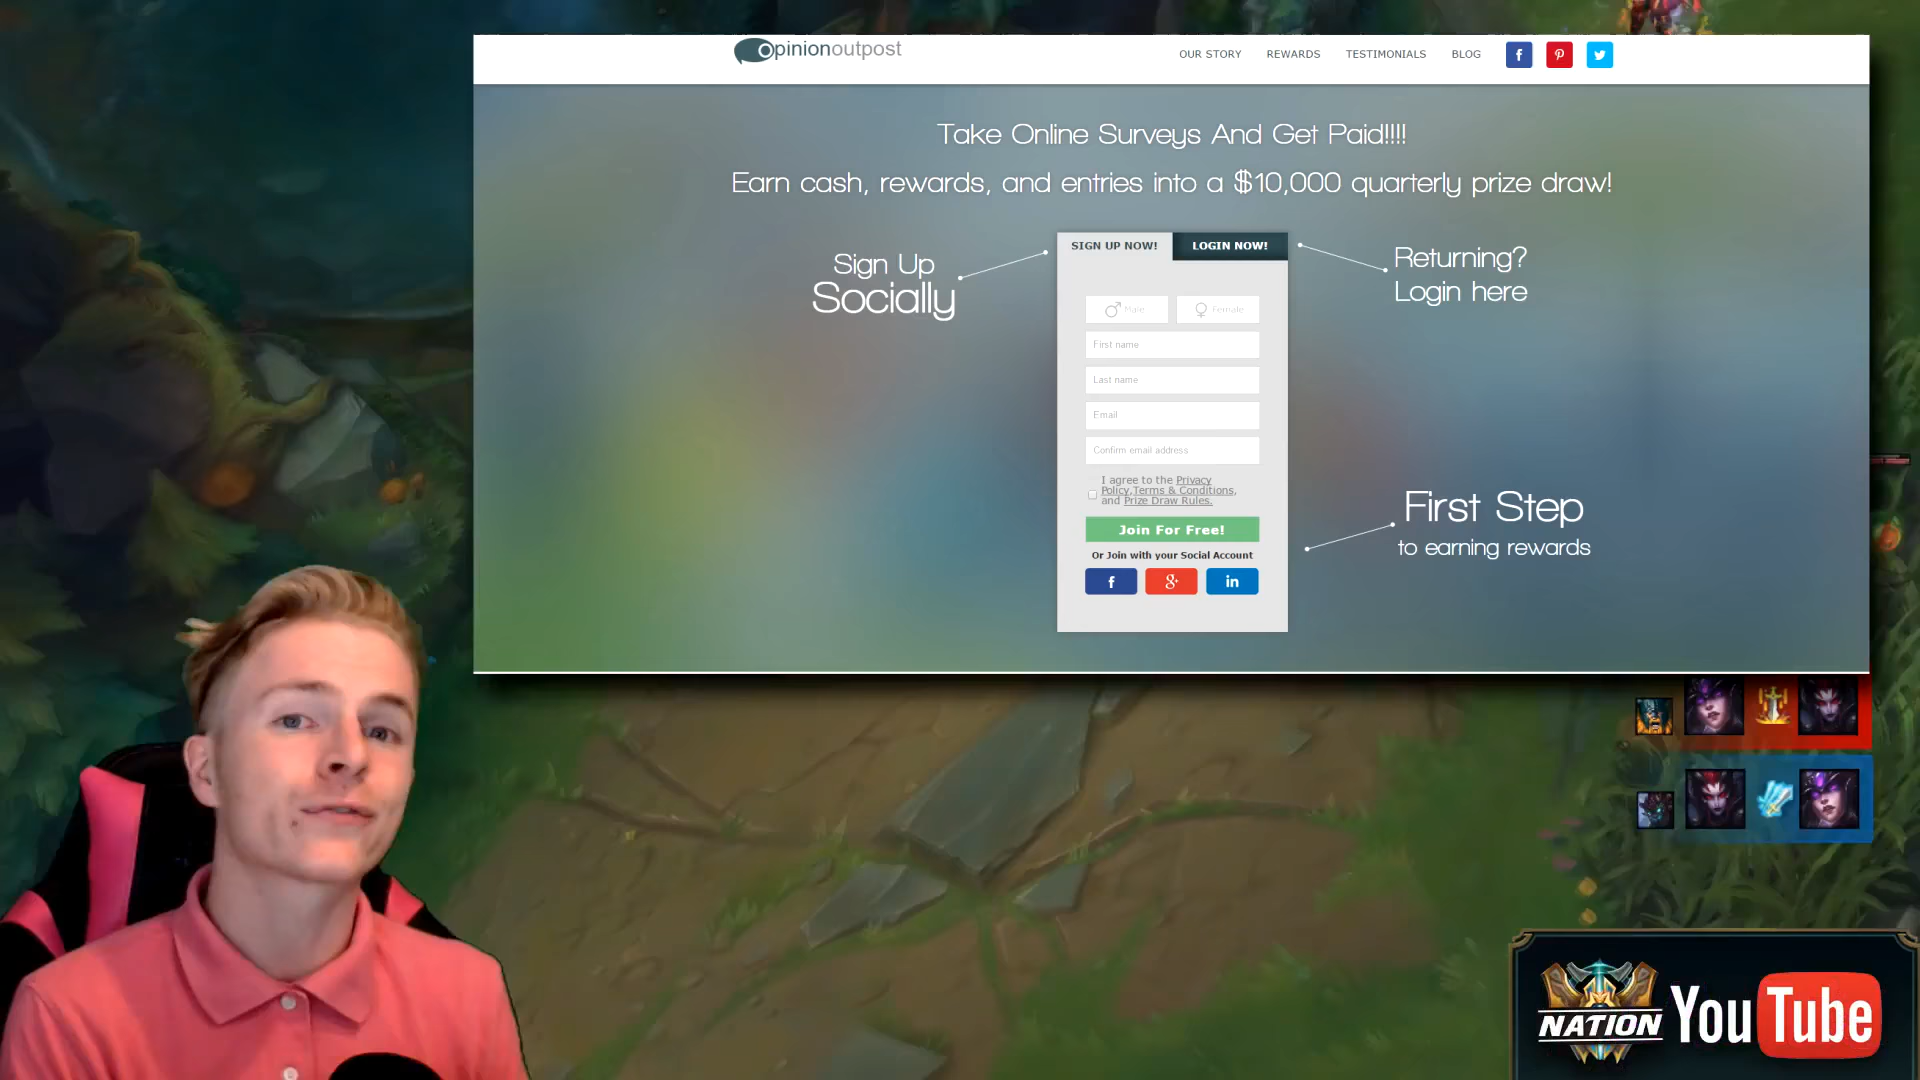 Opinionoutpost
OUR STORY REWARDS TESTIMONIALS BLOG
Take Online Surveys And Get Paid!!!!
Earn cash, rewards, and entries into a $10,000 quarterly prize draw!
SIGN UP NOW! LOGIN NOW!
Sign Up
Socially
Returning?
Login here
Male Female
First name
Last name
Email
Confirm email address
I agree to the Privacy
Policy,Terms & Conditions,
and Prize Draw Rules.
Join For Free!
Or Join with your Social Account
f g+ in
First Step
to earning rewards
NATION YouTube